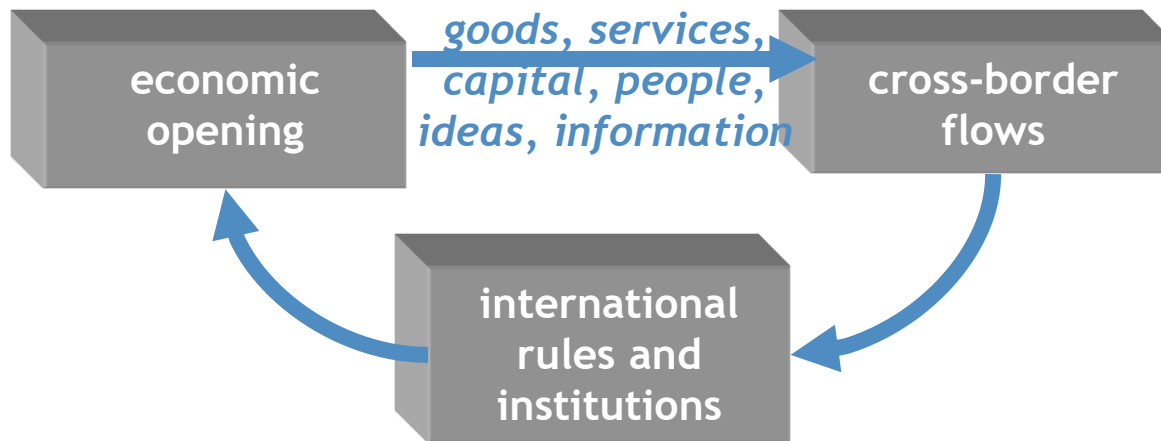 economic
opening
goods, services,
capital, people,
ideas, information
cross-border
flows
international
rules and
institutions